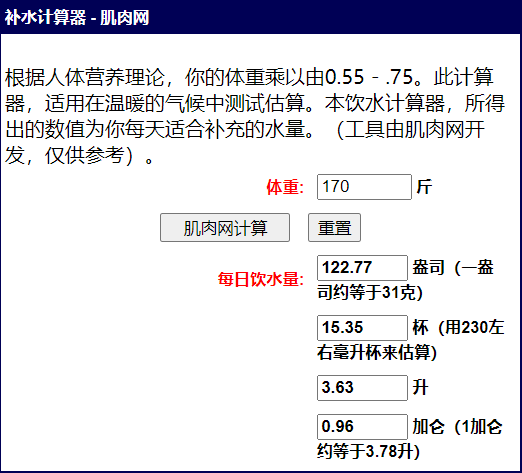 补水计算器 - 肌肉网
根据人体营养理论，你的体重乘以由0.55 - .75。此计算
器，适用在温暖的气候中测试估算。本饮水计算器，所得
出的数值为你每天适合补充的水量。（工具由肌肉网开
发，仅供参考）。
体重: 170 斤
肌肉网计算 重置
每日饮水量: 122.77 盎司（一盎
司约等于31克）
15.35 杯（用230左
右毫升杯来估算）
3.63 升
0.96 加仑（1加仑
约等于3.78升）